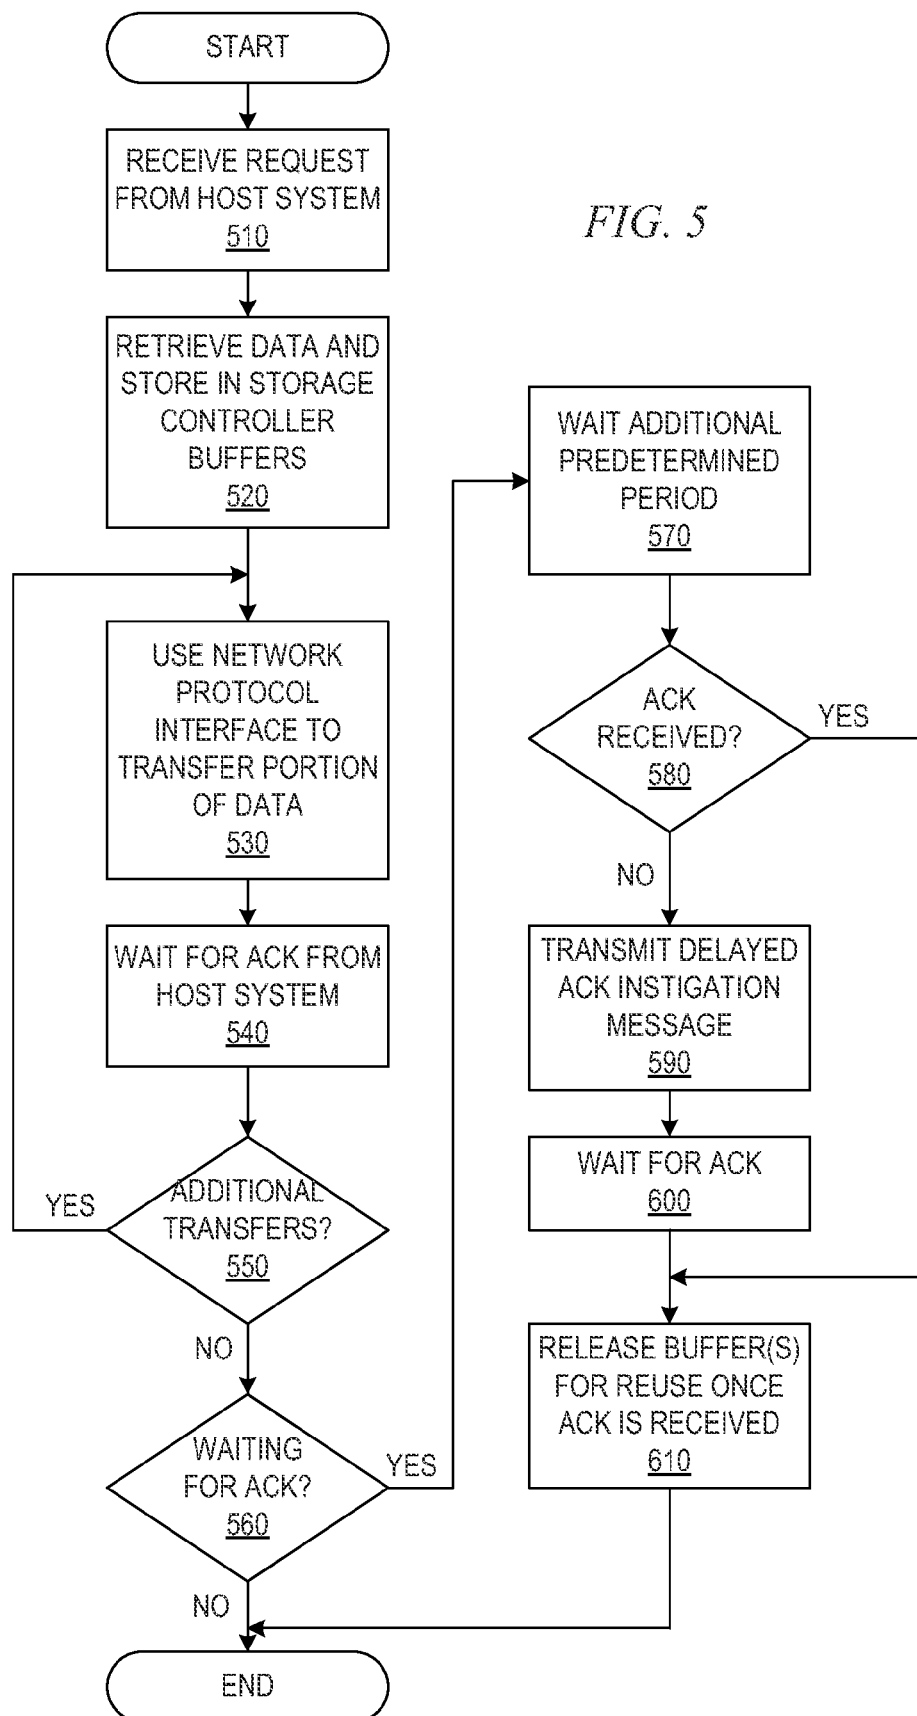 START
RECEIVE REQUEST
FROM HOST SYSTEM
510
FIG. 5
RETRIEVE DATA AND
STORE IN STORAGE
CONTROLLER
BUFFERS
520
USE NETWORK
PROTOCOL
INTERFACE TO
TRANSFER PORTION
OF DATA
530
WAIT FOR ACK FROM
HOST SYSTEM
540
YES
ADDITIONAL
TRANSFERS?
550
NO
WAITING
FOR ACK?
560
YES
NO
END
WAIT ADDITIONAL
PREDETERMINED
PERIOD
570
ACK
RECEIVED?
580
YES
NO
TRANSMIT DELAYED
ACK INSTIGATION
MESSAGE
590
WAIT FOR ACK
600
RELEASE BUFFER(S)
FOR REUSE ONCE
ACK IS RECEIVED
610